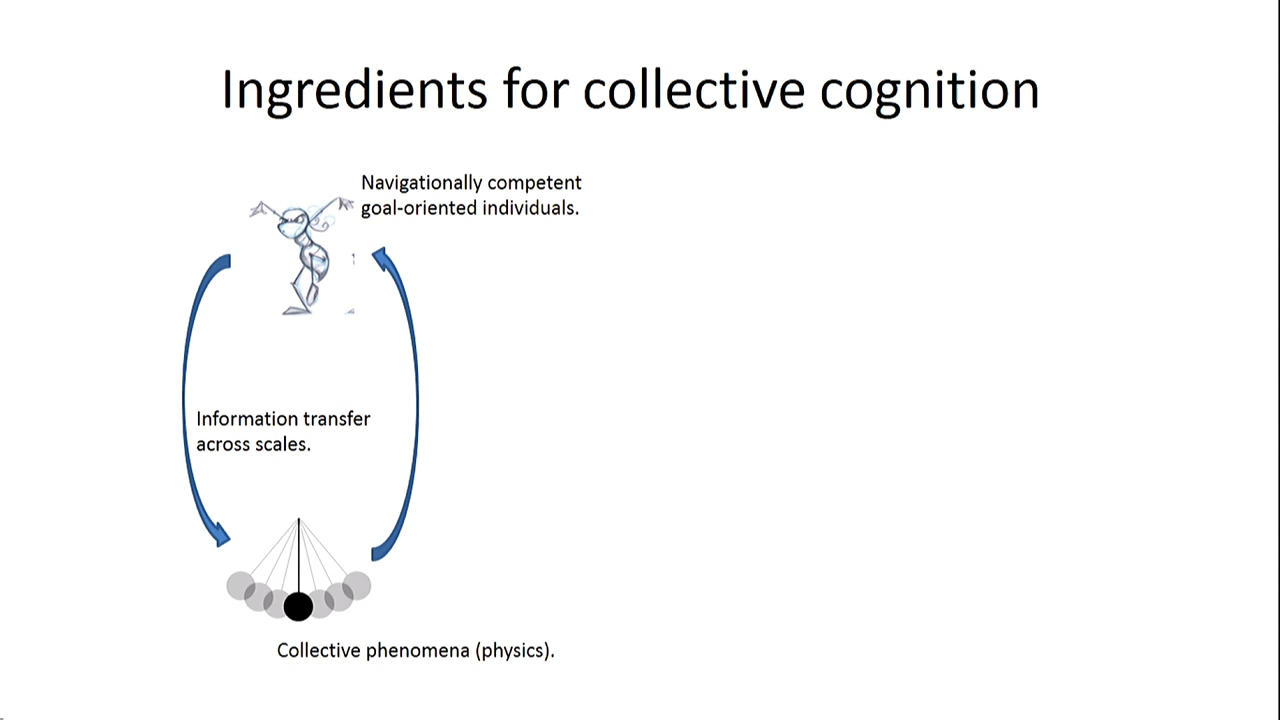 Ingredients for collective cognition
Navigationally competent
goal-oriented individuals.
Information transfer
across scales.
Collective phenomena (physics).